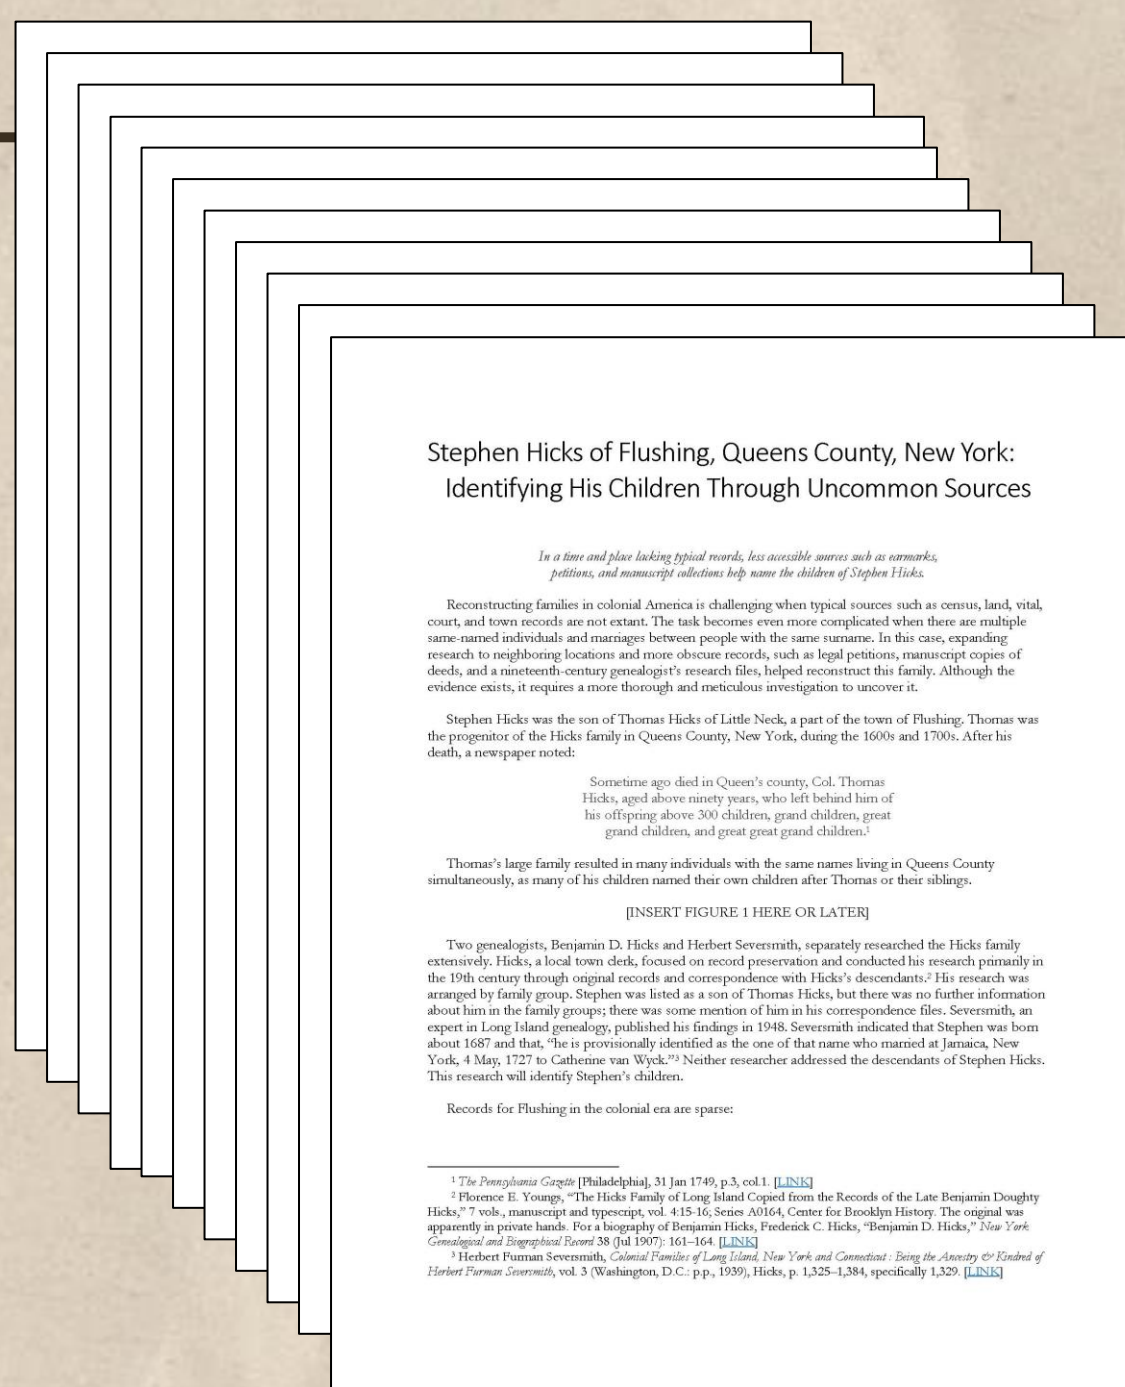 Stephen Hicks of Flushing, Queens County, New York:
Identifying His Children Through Uncommon Sources
In a time and place lacking typical records, less accessible sources such as earmarks,
petitions, and manuscript collections help name the children of Stephen Hicks.
Reconstructing families in colonial America is challenging when typical sources such as census, land, vital,
court, and town records are not extant. The task becomes even more complicated when there are multiple
same-named individuals and marriages between people with the same surname. In this case, expanding
research to neighboring locations and more obscure records, such as legal petitions, manuscript copies of
deeds, and a nineteenth-century genealogist's research files, helped reconstruct this family. Although the
evidence exists, it requires a more thorough and meticulous investigation to uncover it.
Stephen Hicks was the son of Thomas Hicks of Little Neck, a part of the town of Flushing. Thomas was
the progenitor of the Hicks family in Queens County, New York, during the 1600s and 1700s. After his
death, a newspaper noted:
Sometime ago died in Queen's county, Col. Thomas
Hicks, aged above ninety years, who left behind him of
his offspring above 300 children, grand children, great
grand children, and great great grand children.¹
Thomas's large family resulted in many individuals with the same names living in Queens County
simultaneously, as many of his children named their own children after Thomas or their siblings.
[INSERT FIGURE 1 HERE OR LATER]
Two genealogists, Benjamin D. Hicks and Herbert Seversmith, separately researched the Hicks family
extensively. Hicks, a local town clerk, focused on record preservation and conducted his research primarily in
the 19th century through original records and correspondence with Hicks's descendants.² His research was
arranged by family group. Stephen was listed as a son of Thomas Hicks, but there was no further information
about him in the family groups; there was some mention of him in his correspondence files. Seversmith, an
expert in Long Island genealogy, published his findings in 1948. Seversmith indicated that Stephen was born
about 1687 and that, "he is provisionally identified as the one of that name who married at Jamaica, New
York, 4 May, 1727 to Catherine van Wyck."³ Neither researcher addressed the descendants of Stephen Hicks.
This research will identify Stephen's children.
Records for Flushing in the colonial era are sparse:
¹ The Pennsylvania Gazette [Philadelphia], 31 Jan 1749, p.3, col.1. [LINK]
² Florence E. Youngs, "The Hicks Family of Long Island Copied from the Records of the Late Benjamin Doughty
Hicks," 7 vols., manuscript and typescript, vol. 4:15-16; Series A0164, Center for Brooklyn History. The original was
apparently in private hands. For a biography of Benjamin Hicks, Frederick C. Hicks, "Benjamin D. Hicks," New York
Genealogical and Biographical Record 38 (Jul 1907): 161–164. [LINK]
³ Herbert Furman Seversmith, Colonial Families of Long Island, New York and Connecticut : Being the Ancestry & Kindred of
Herbert Furman Seversmith, vol. 3 (Washington, D.C.: p.p., 1939), Hicks, p. 1,325–1,384, specifically 1,329. [LINK]